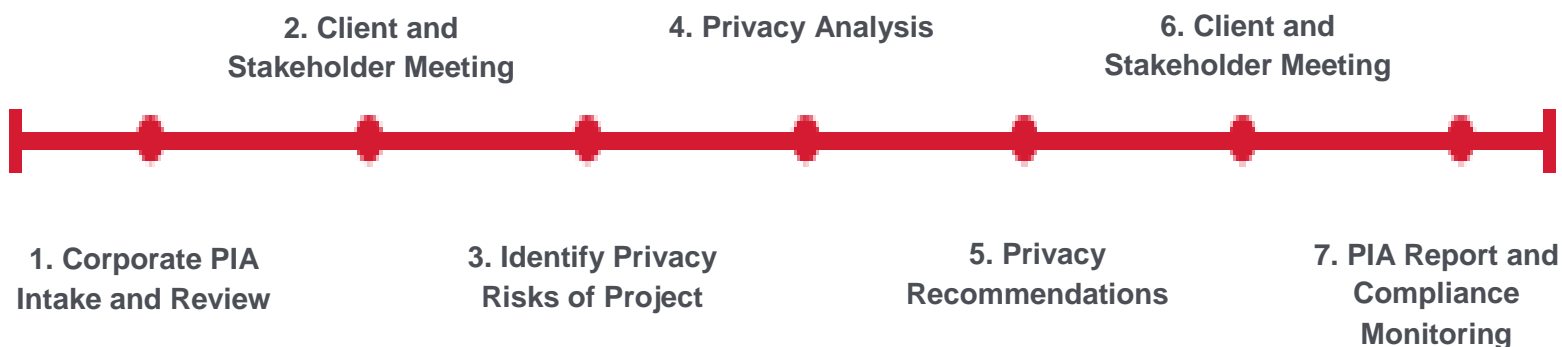 1. Corporate PIA
Intake and Review
2. Client and
Stakeholder Meeting
3. Identify Privacy
Risks of Project
4. Privacy Analysis
5. Privacy
Recommendations
6. Client and
Stakeholder Meeting
7. PIA Report and
Compliance
Monitoring